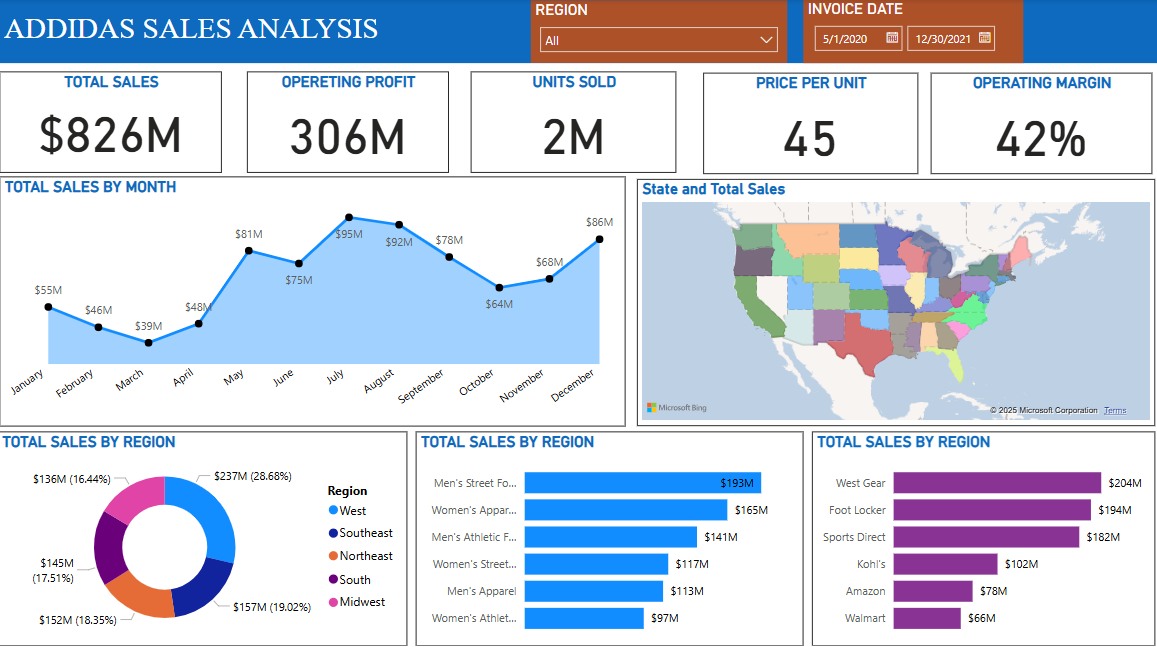 ADDIDAS SALES ANALYSIS
REGION
All
INVOICE DATE
5/1/2020
12/30/2021
TOTAL SALES
$826M
OPERETING PROFIT
306M
UNITS SOLD
2M
PRICE PER UNIT
45
OPERATING MARGIN
42%
TOTAL SALES BY MONTH
$55M
$46M
$39M
$48M
$81M
$75M
$95M
$92M
$78M
$64M
$68M
$86M
January
February
March
April
May
June
July
August
September
October
November
December
State and Total Sales
Microsoft Bing
© 2025 Microsoft Corporation Terms
TOTAL SALES BY REGION
$136M (16.44%)
$237M (28.68%)
$145M
(17.51%)
$157M (19.02%)
$152M (18.35%)
Region
West
Southeast
Northeast
South
Midwest
TOTAL SALES BY REGION
Men's Street Fo... $193M
Women's Appar... $165M
Men's Athletic F... $141M
Women's Street... $117M
Men's Apparel $113M
Women's Athlet... $97M
TOTAL SALES BY REGION
West Gear $204M
Foot Locker $194M
Sports Direct $182M
Kohl's $102M
Amazon $78M
Walmart $66M